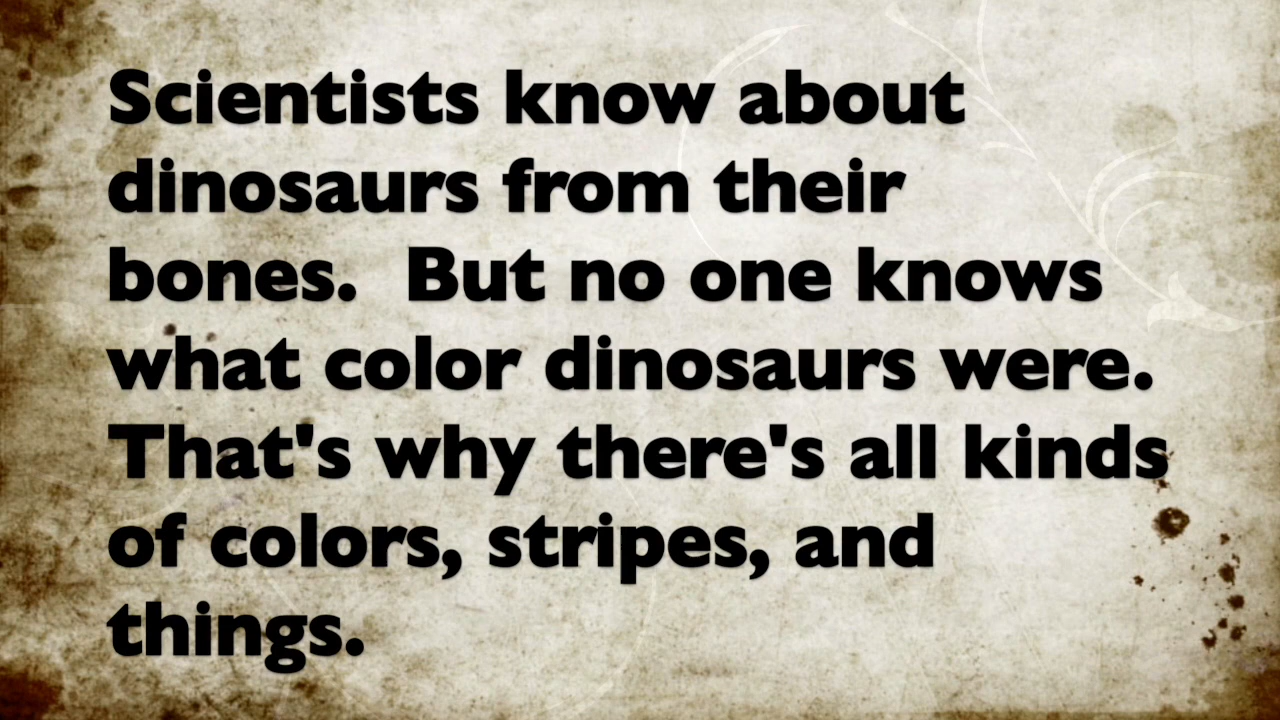 Scientists know about
dinosaurs from their
bones.  But no one knows
what color dinosaurs were.
That's why there's all kinds
of colors, stripes, and
things.